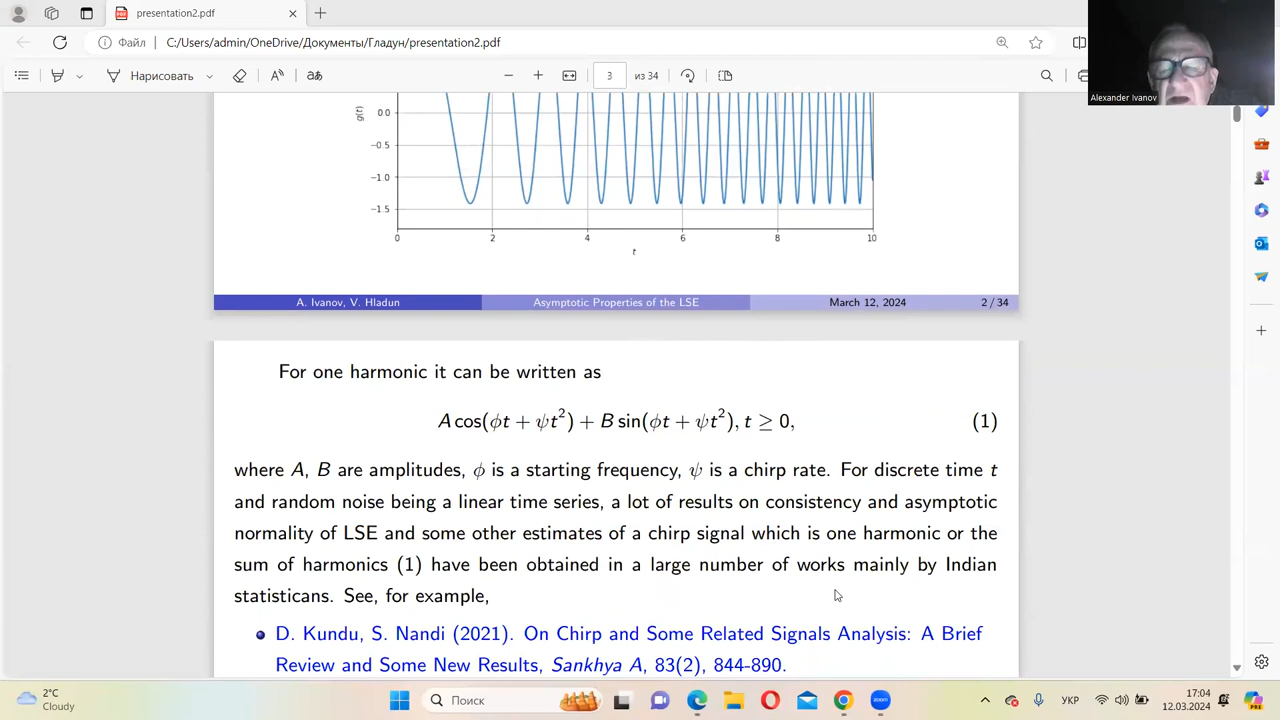 presentation2.pdf
Файл
C:/Users/admin/OneDrive/Документы/Гладун/presentation2.pdf
Нарисовать
A
аあ
3
из 34
Alexander Ivanov
g(t)
0.0
−0.5
−1.0
−1.5
0
2
4
6
8
10
t
A. Ivanov, V. Hladun
Asymptotic Properties of the LSE
March 12, 2024
2 / 34
For one harmonic it can be written as
A cos(ϕt + ψt²) + B sin(ϕt + ψt²), t ≥ 0,
(1)
where A, B are amplitudes, ϕ is a starting frequency, ψ is a chirp rate. For discrete time t
and random noise being a linear time series, a lot of results on consistency and asymptotic
normality of LSE and some other estimates of a chirp signal which is one harmonic or the
sum of harmonics (1) have been obtained in a large number of works mainly by Indian
statisticans. See, for example,
D. Kundu, S. Nandi (2021). On Chirp and Some Related Signals Analysis: A Brief
Review and Some New Results, Sankhya A, 83(2), 844-890.
2°C
Cloudy
Поиск
УКР
17:04
12.03.2024
PRE